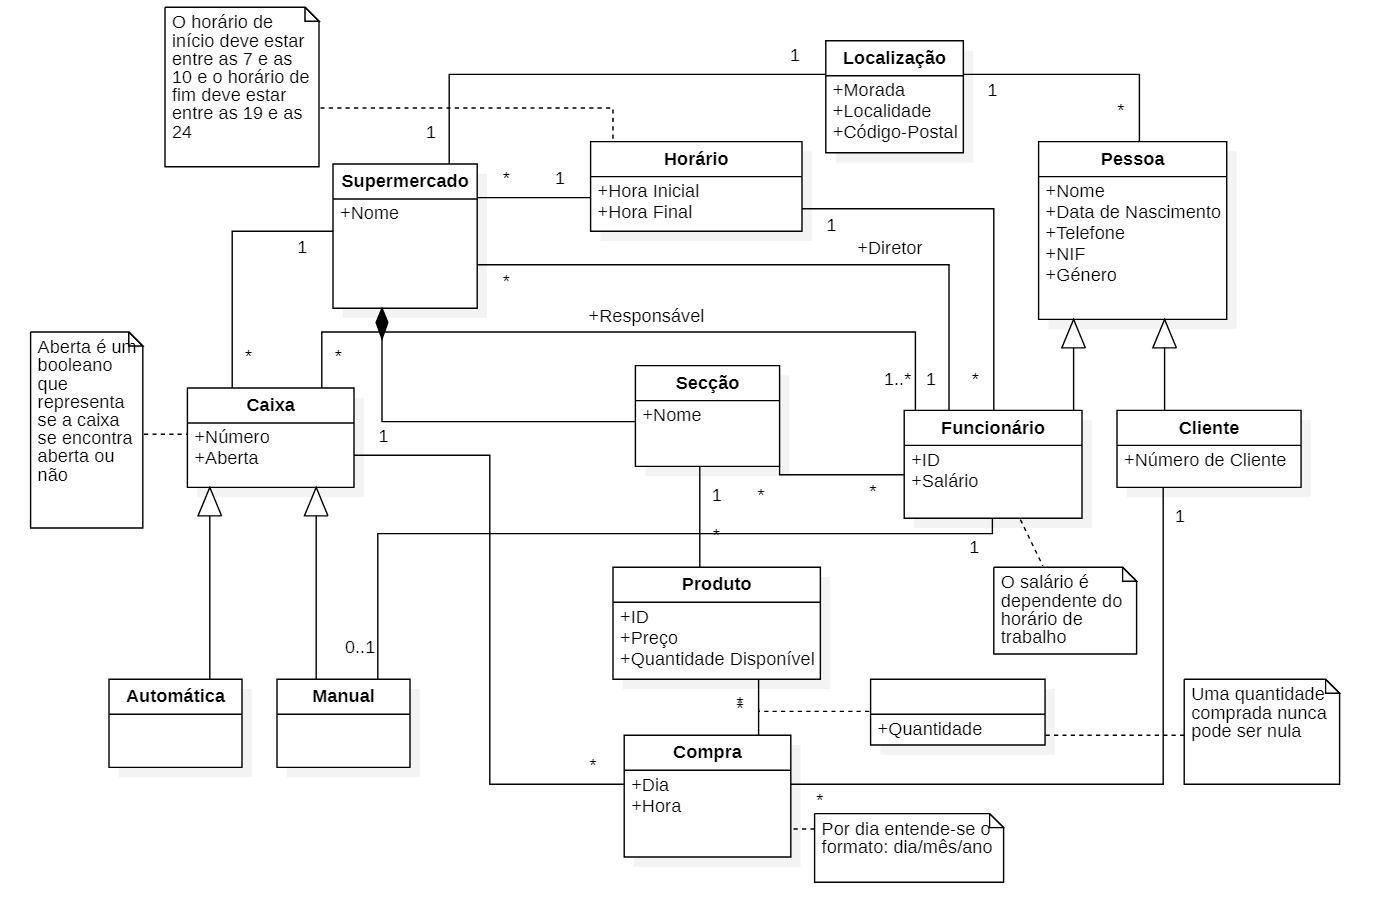 O horário de
início deve estar
entre as 7 e as
10 e o horário de
fim deve estar
entre as 19 e as
24
1
Localização
+Morada
+Localidade
+Código-Postal
1
*
1
Supermercado
+Nome
*
1
Horário
+Hora Inicial
+Hora Final
Pessoa
+Nome
+Data de Nascimento
+Telefone
+NIF
+Género
1
1
+Diretor
*
+Responsável
Aberta é um
booleano
que
representa
se a caixa
se encontra
aberta ou
não
*
*
Caixa
+Número
+Aberta
1
Secção
+Nome
1..*
1
*
Funcionário
+ID
+Salário
Cliente
+Número de Cliente
1
*
*
1
*
1
Produto
+ID
+Preço
+Quantidade Disponível
O salário é
dependente do
horário de
trabalho
0..1
Automática
Manual
*
*
+Quantidade
Uma quantidade
comprada nunca
pode ser nula
*
Compra
+Dia
+Hora
*
Por dia entende-se o
formato: dia/mês/ano